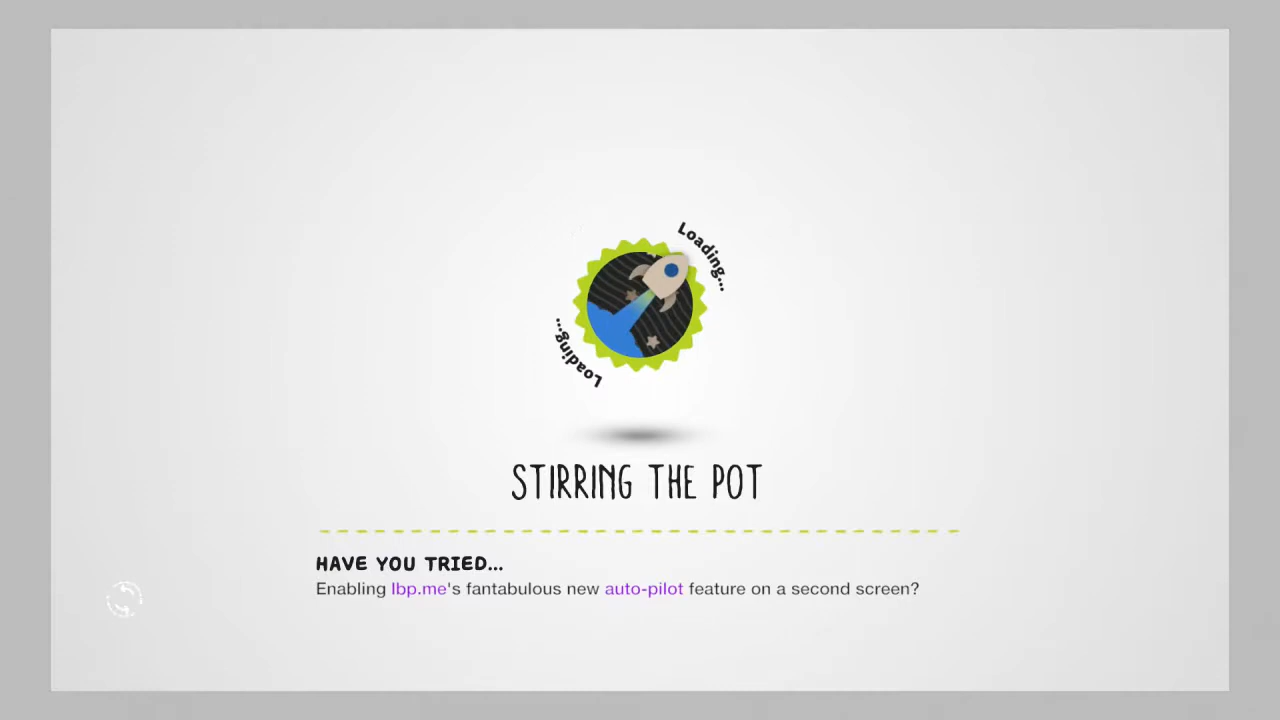 Loading...
Loading...
STIRRING THE POT
HAVE YOU TRIED...
Enabling lbp.me's fantabulous new auto-pilot feature on a second screen?